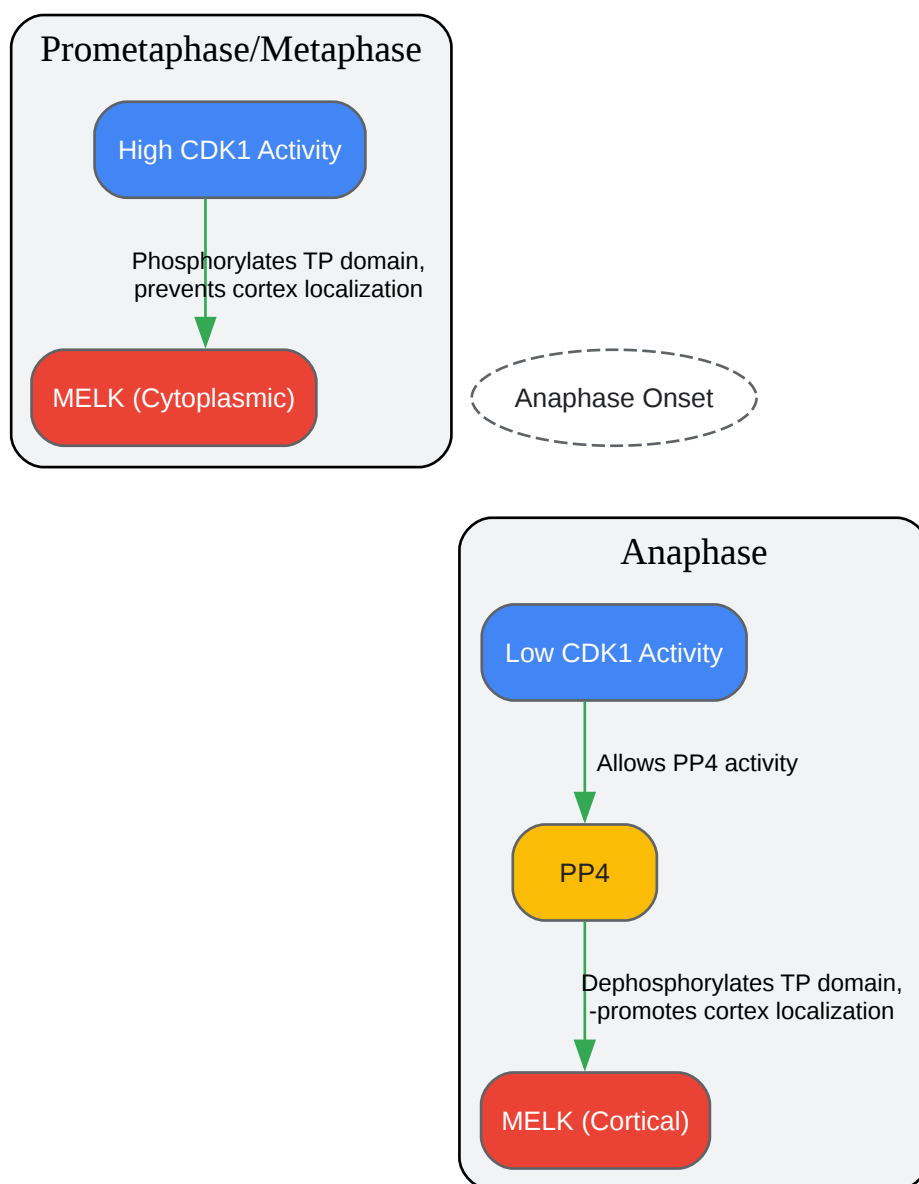 Prometaphase/Metaphase
High CDK1 Activity
Phosphorylates TP domain,
prevents cortex localization
MELK (Cytoplasmic)
Anaphase Onset
Anaphase
Low CDK1 Activity
Allows PP4 activity
PP4
Dephosphorylates TP domain,
-promotes cortex localization
MELK (Cortical)